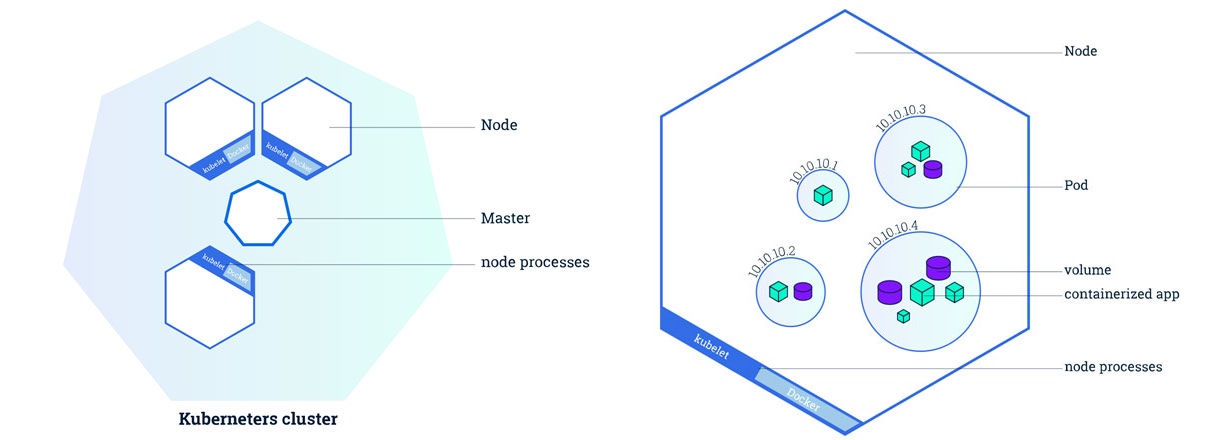 kubelet
Docker
kubelet
Docker
Node
Master
kubelet
Docker
node processes
Kuberneters cluster
Node
10.10.10.3
10.10.10.1
Pod
10.10.10.4
10.10.10.2
volume
containerized app
kubelet
Docker
node processes